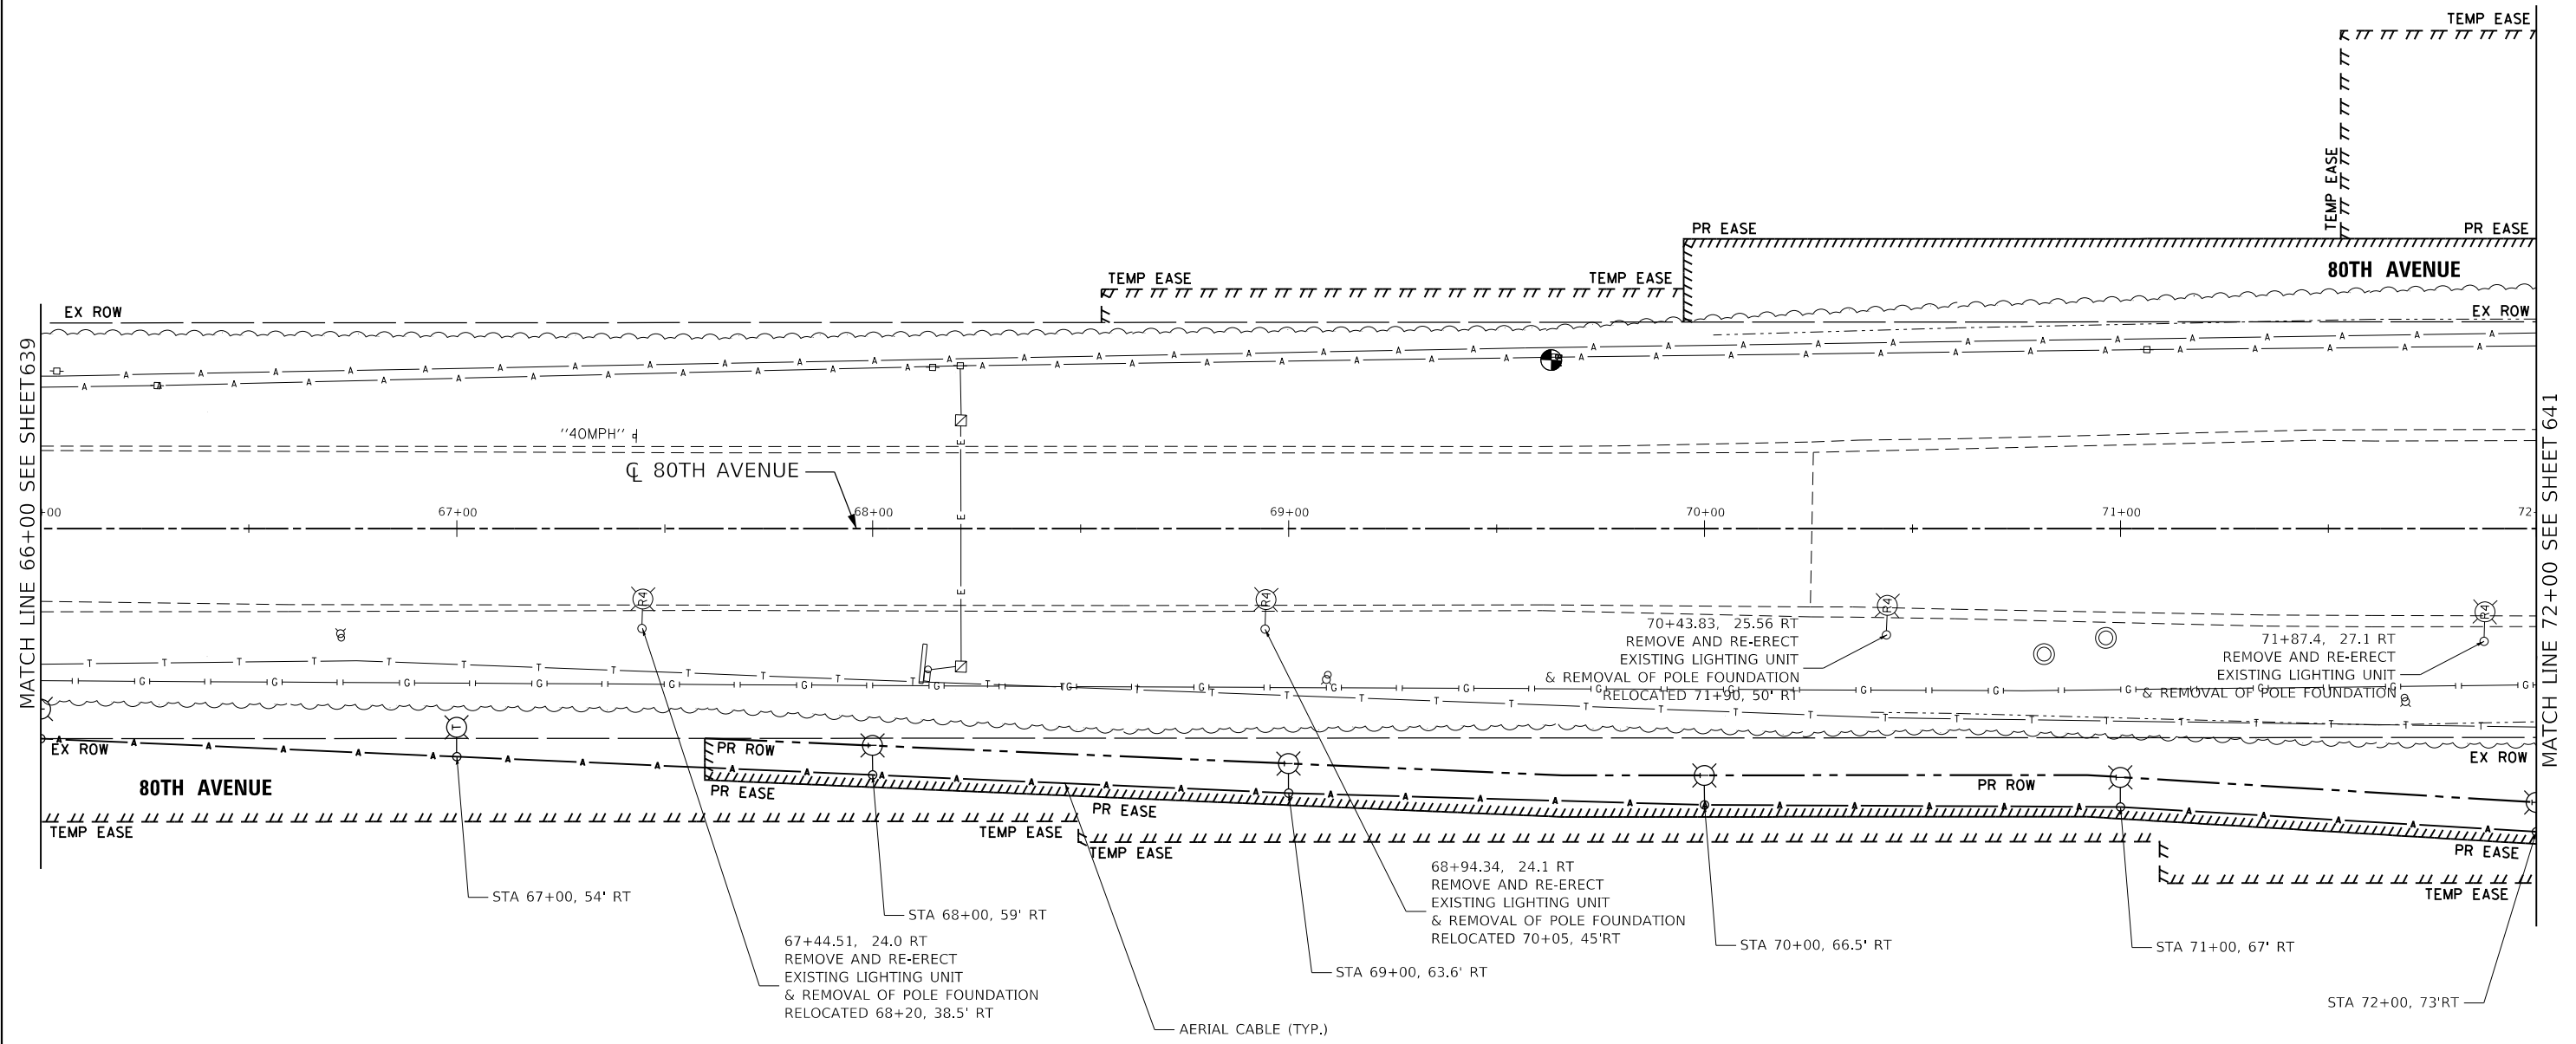 TEMP EASE
TEMP EASE
PR EASE
PR EASE
80TH AVENUE
TEMP EASE
TEMP EASE
EX ROW
EX ROW
MATCH LINE 66+00 SEE SHEET639
MATCH LINE 72+00 SEE SHEET 641
A A A A A A A A A A A A A A A A
A A A A A A A A A A A A A A A A
''40MPH''
E
℄ 80TH AVENUE
+00
67+00
68+00
69+00
70+00
71+00
72
E
E
R4
R4
R4
R4
70+43.83, 25.56 RT
REMOVE AND RE-ERECT
EXISTING LIGHTING UNIT
& REMOVAL OF POLE FOUNDATION
RELOCATED 71+90, 50' RT
71+87.4, 27.1 RT
REMOVE AND RE-ERECT
EXISTING LIGHTING UNIT
& REMOVAL OF POLE FOUNDATION
T T T T T T T T T T T T T T T T
G G G G G G G G G G G G G G G G
EX ROW
PR ROW
PR ROW
EX ROW
80TH AVENUE
T T T T T T
A A A A A A A A A A A A A A A A
PR EASE
PR EASE
PR EASE
TEMP EASE
TEMP EASE
TEMP EASE
TEMP EASE
STA 67+00, 54' RT
STA 68+00, 59' RT
67+44.51, 24.0 RT
REMOVE AND RE-ERECT
EXISTING LIGHTING UNIT
& REMOVAL OF POLE FOUNDATION
RELOCATED 68+20, 38.5' RT
68+94.34, 24.1 RT
REMOVE AND RE-ERECT
EXISTING LIGHTING UNIT
& REMOVAL OF POLE FOUNDATION
RELOCATED 70+05, 45'RT
STA 69+00, 63.6' RT
STA 70+00, 66.5' RT
STA 71+00, 67' RT
STA 72+00, 73'RT
AERIAL CABLE (TYP.)